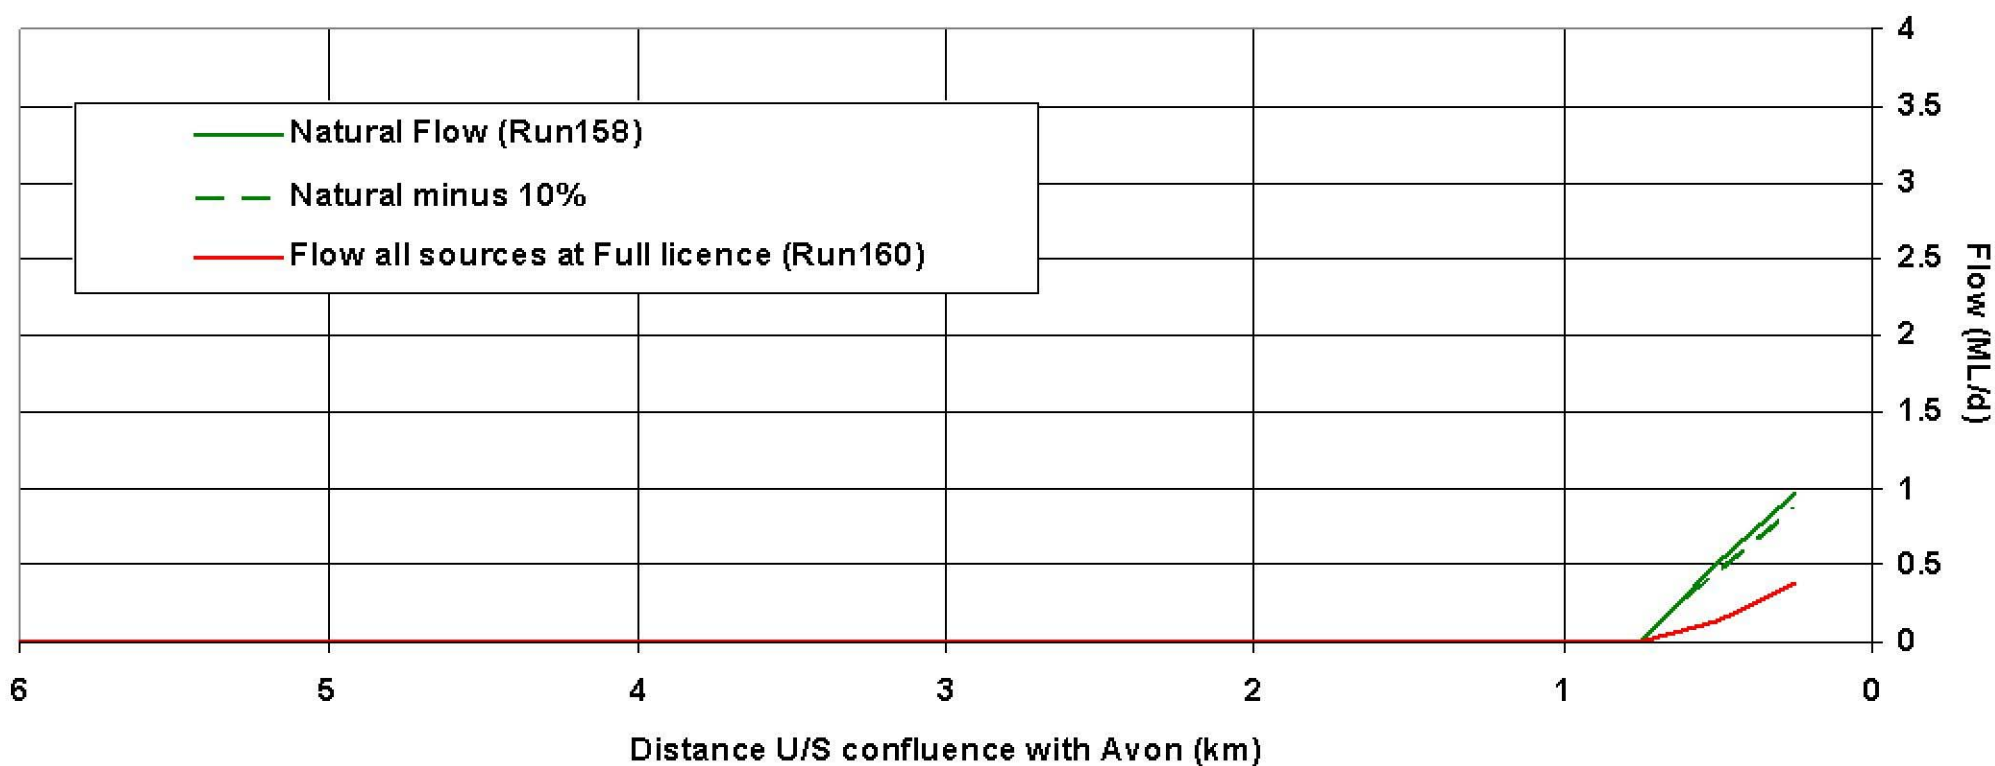 Natural Flow (Run158)
Natural minus 10%
Flow all sources at Full licence (Run160)
4
3.5
3
2.5
2
1.5
1
0.5
0
Flow (ML/d)
6 5 4 3 2 1 0
Distance U/S confluence with Avon (km)